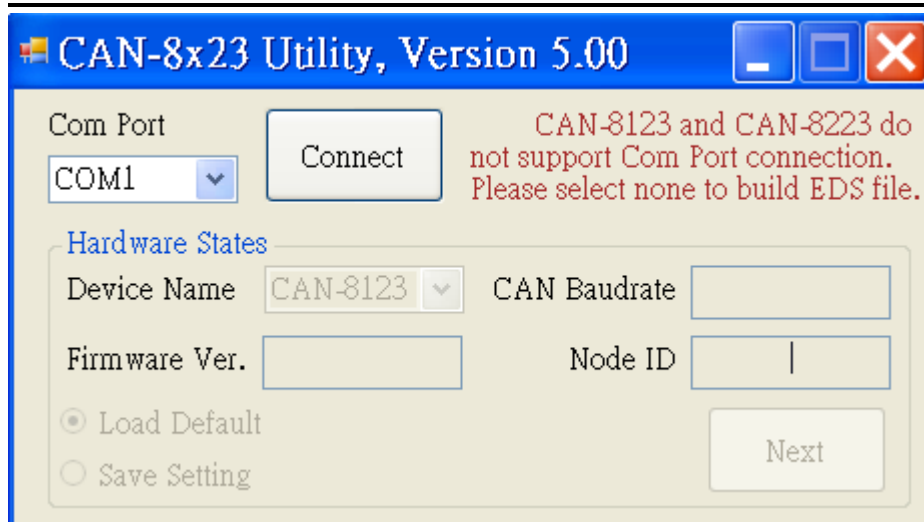 CAN-8x23 Utility, Version 5.00
Com Port
COM1
Connect
CAN-8123 and CAN-8223 do
not support Com Port connection.
Please select none to build EDS file.
Hardware States
Device Name
CAN-8123
CAN Baudrate
Firmware Ver.
Node ID
Load Default
Save Setting
Next